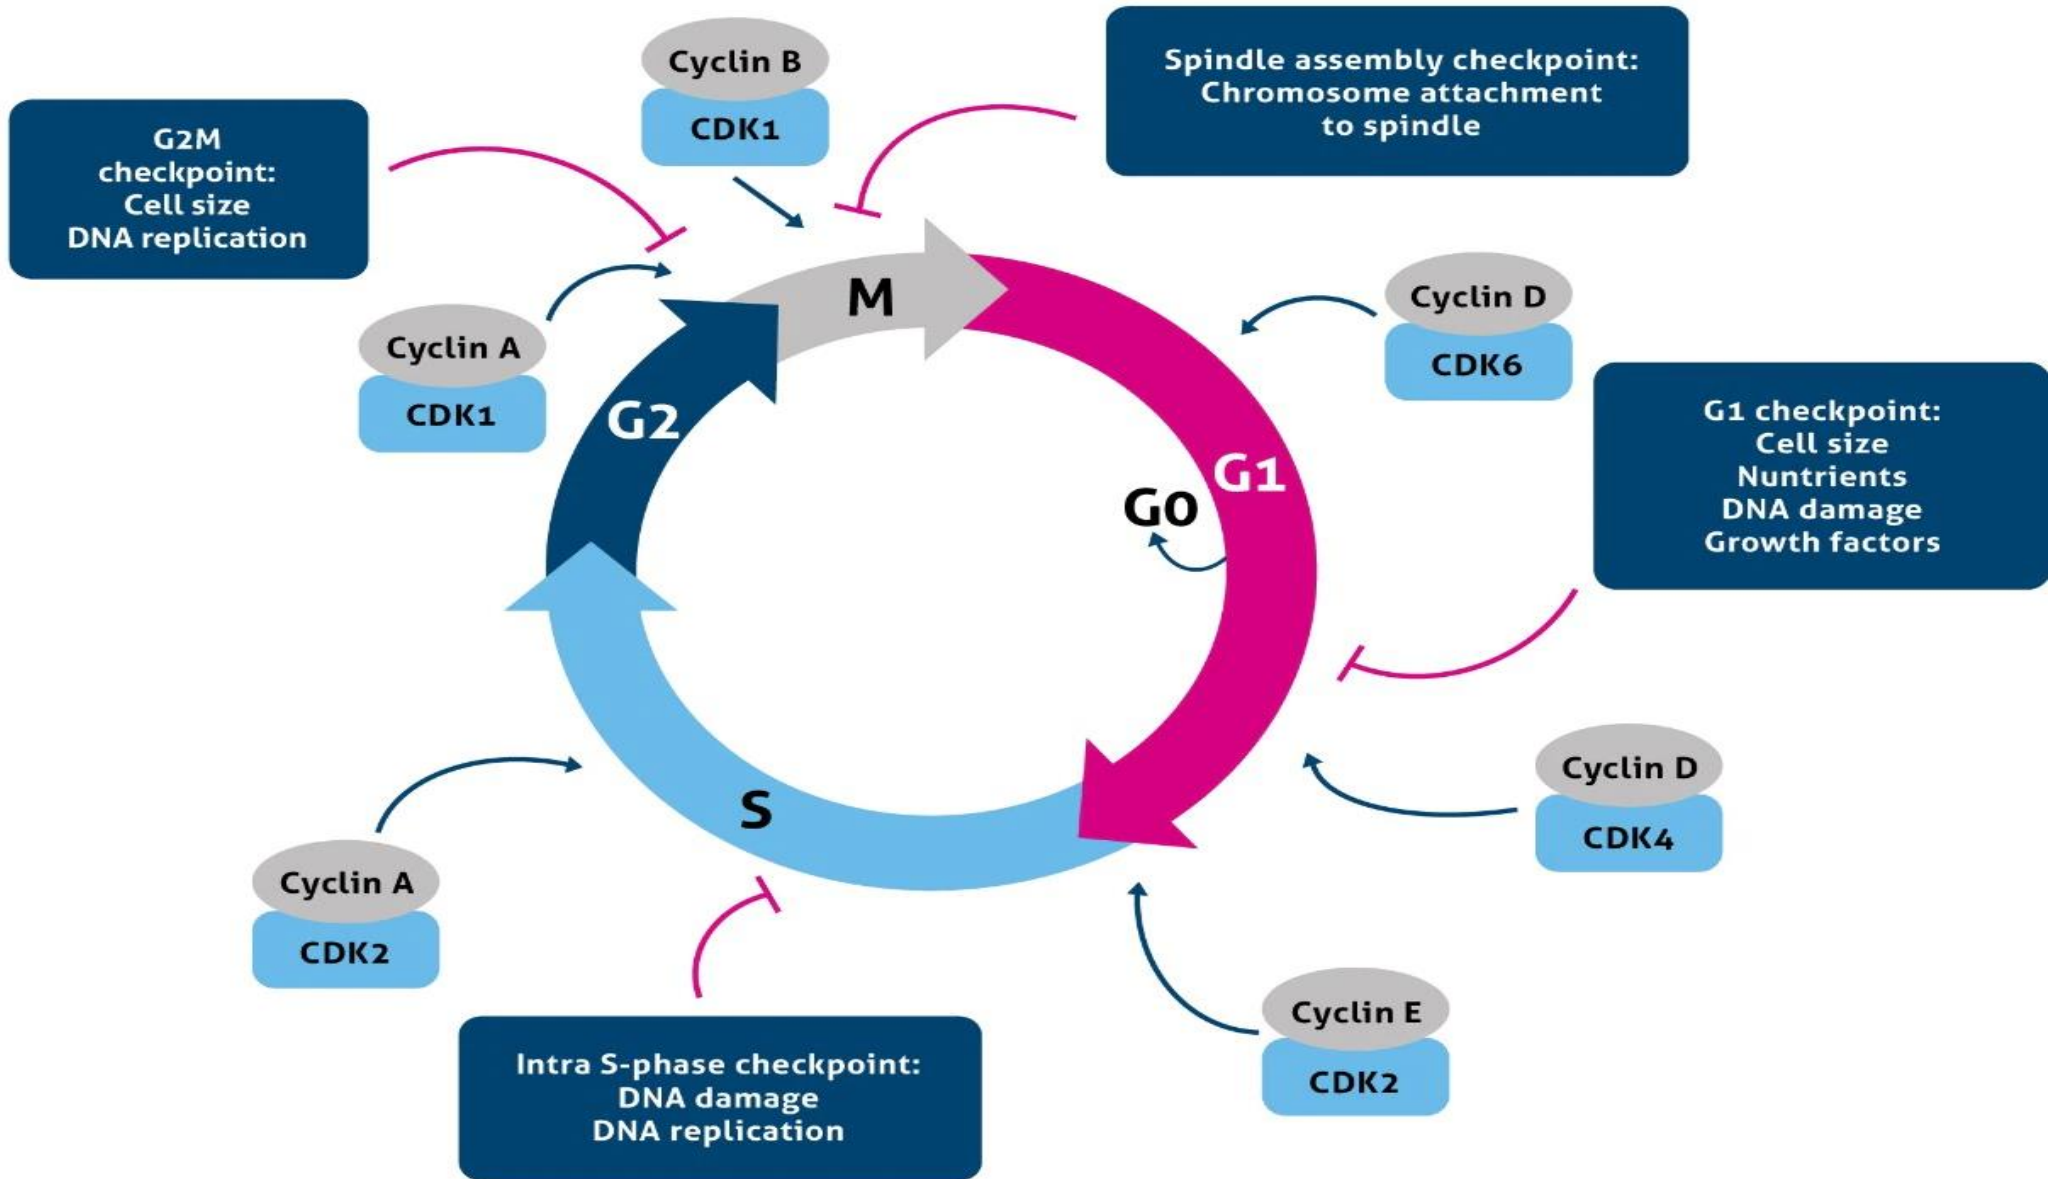 Cyclin B
CDK1
Spindle assembly checkpoint:
Chromosome attachment
to spindle
G2M
checkpoint:
Cell size
DNA replication
Cyclin A
CDK1
M
Cyclin D
CDK6
G2
G1
G0
G1 checkpoint:
Cell size
Nuntrients
DNA damage
Growth factors
S
Cyclin D
CDK4
Cyclin A
CDK2
Cyclin E
CDK2
Intra S-phase checkpoint:
DNA damage
DNA replication